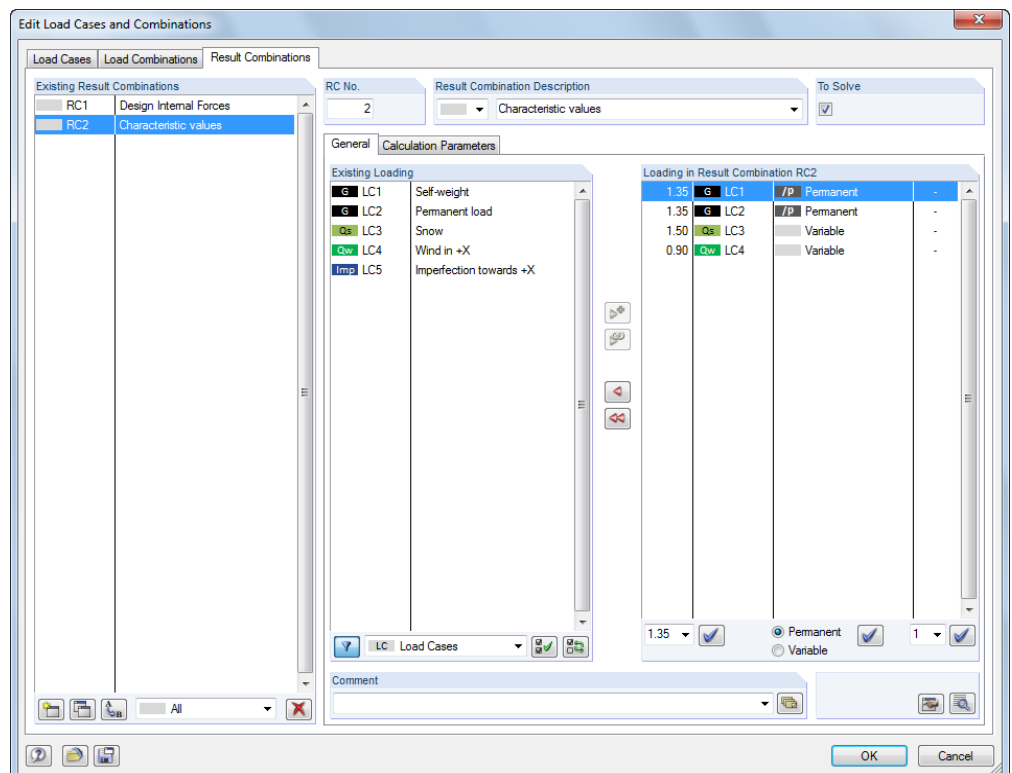 Edit Load Cases and Combinations
Load Cases Load Combinations Result Combinations
Existing Result Combinations
RC1 Design Internal Forces
RC2 Characteristic values
RC No.
2
Result Combination Description
Characteristic values
To Solve
General Calculation Parameters
Existing Loading
G LC1 Self-weight
G LC2 Permanent load
Qs LC3 Snow
Qw LC4 Wind in +X
Imp LC5 Imperfection towards +X
Loading in Result Combination RC2
1.35 G LC1 /p Permanent -
1.35 G LC2 /p Permanent -
1.50 Qs LC3 Variable -
0.90 Qw LC4 Variable -
LC Load Cases
1.35 Permanent 1
Variable
Comment
All
OK Cancel